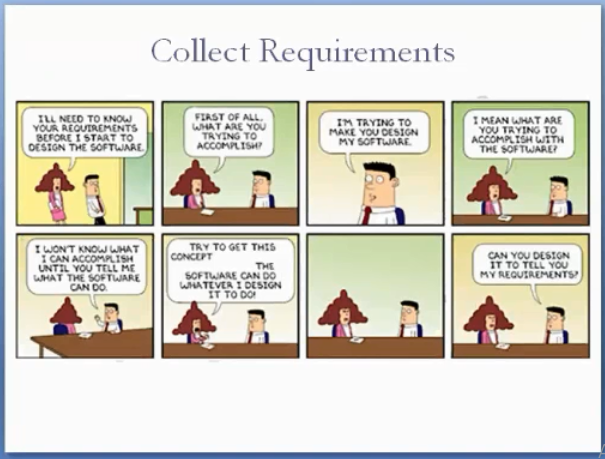 Collect Requirements
I'LL NEED TO KNOW
YOUR REQUIREMENTS
BEFORE I START TO
DESIGN THE SOFTWARE.
FIRST OF ALL,
WHAT ARE YOU
TRYING TO
ACCOMPLISH?
I'M TRYING TO
MAKE YOU DESIGN
MY SOFTWARE.
I MEAN WHAT ARE
YOU TRYING TO
ACCOMPLISH WITH
THE SOFTWARE?
I WON'T KNOW WHAT
I CAN ACCOMPLISH
UNTIL YOU TELL ME
WHAT THE SOFTWARE
CAN DO.
TRY TO GET THIS
CONCEPT
THE
SOFTWARE CAN DO
WHATEVER I DESIGN
IT TO DO!
CAN YOU DESIGN
IT TO TELL YOU
MY REQUIREMENTS?